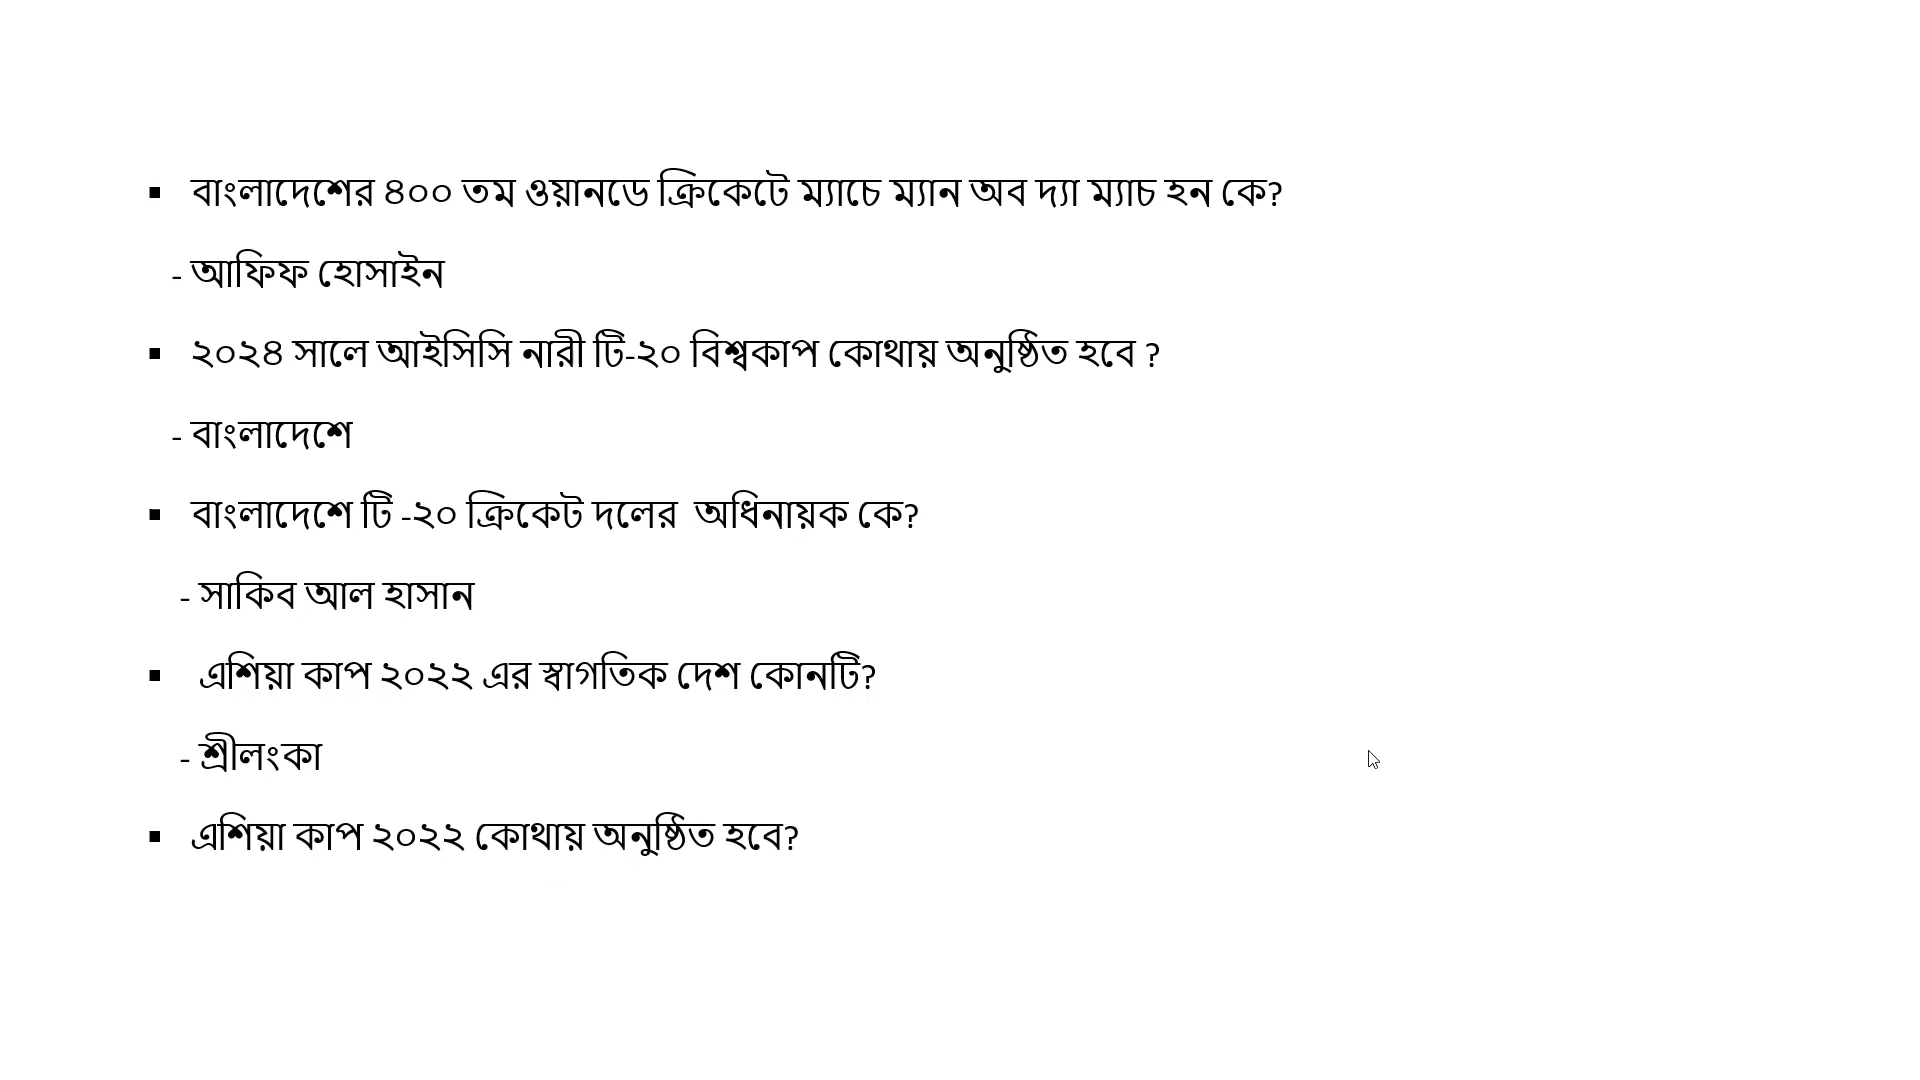 ▪ বাংলাদেশের ৪০০ তম ওয়ানডে ক্রিকেটে ম্যাচে ম্যান অব দ্যা ম্যাচ হন কে?
- আফিফ হোসাইন
▪ ২০২৪ সালে আইসিসি নারী টি-২০ বিশ্বকাপ কোথায় অনুষ্ঠিত হবে ?
- বাংলাদেশে
▪ বাংলাদেশে টি -২০ ক্রিকেট দলের অধিনায়ক কে?
- সাকিব আল হাসান
▪ এশিয়া কাপ ২০২২ এর স্বাগতিক দেশ কোনটি?
- শ্রীলংকা
▪ এশিয়া কাপ ২০২২ কোথায় অনুষ্ঠিত হবে?